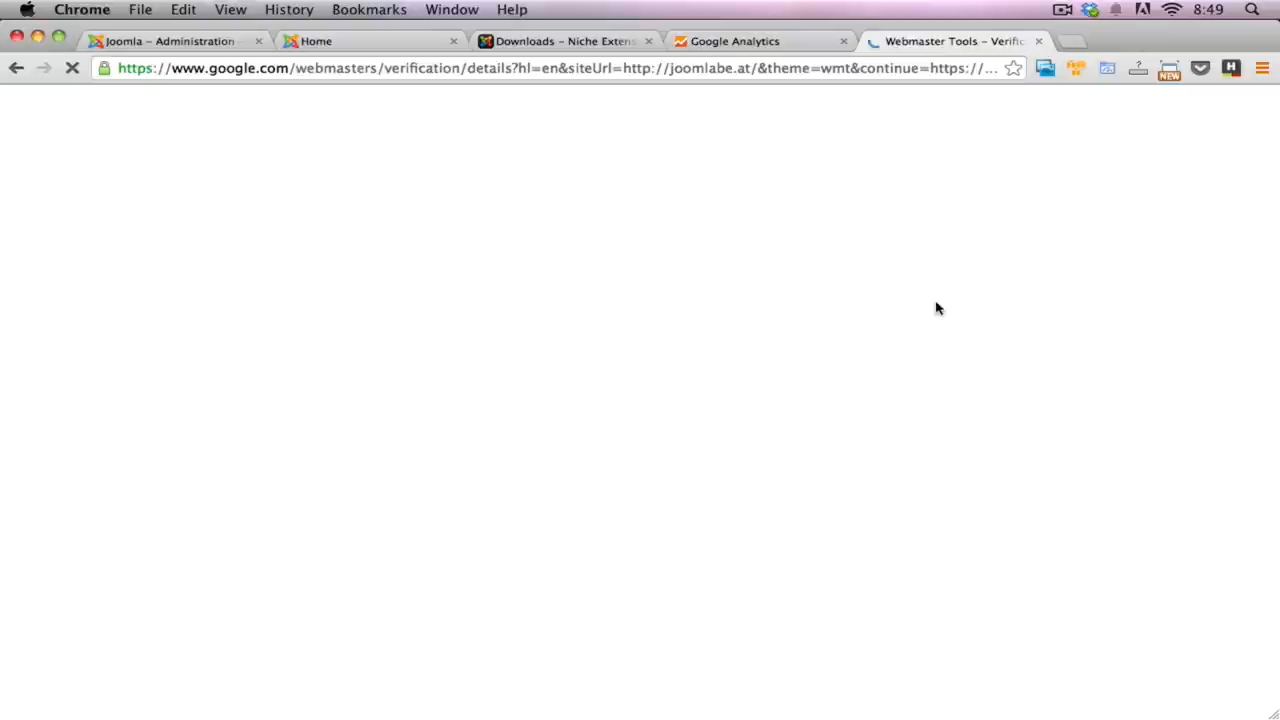 Chrome File Edit View History Bookmarks Window Help 8:49
Joomla – Administration Home Downloads – Niche Extens Google Analytics Webmaster Tools – Verific
https://www.google.com/webmasters/verification/details?hl=en&siteUrl=http://joomlabe.at/&theme=wmt&continue=https://...
NEW
H